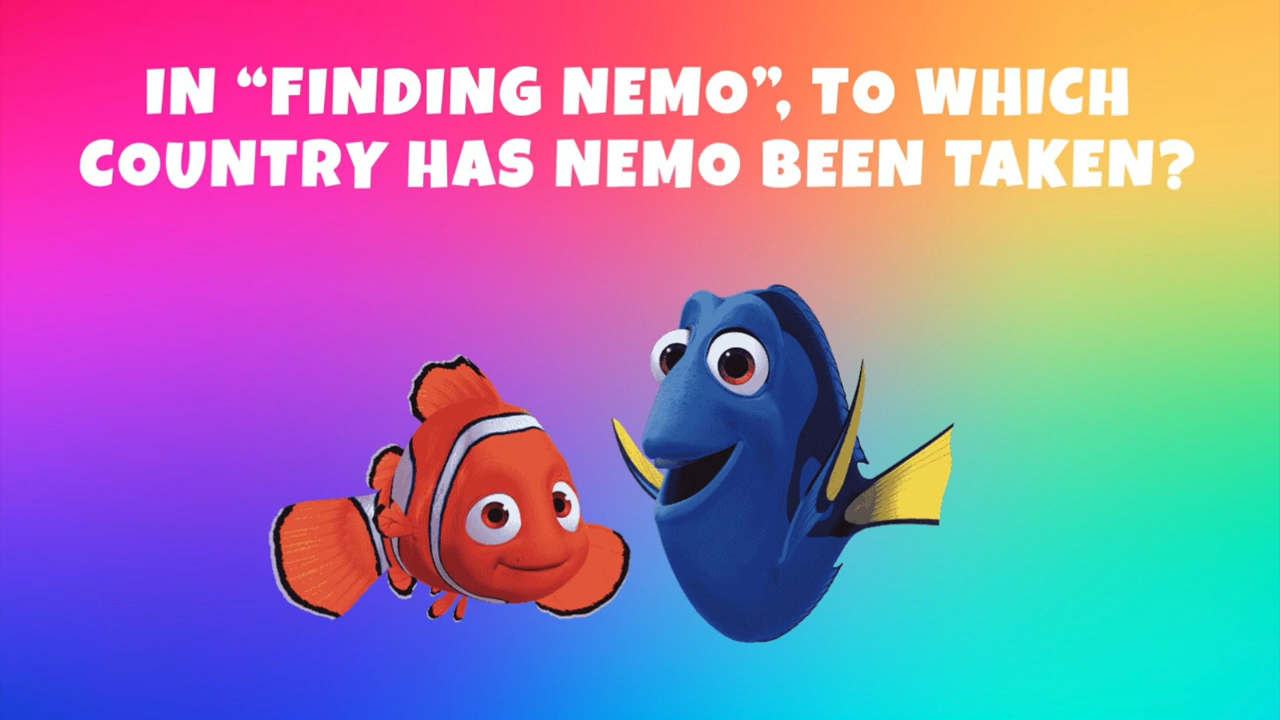 IN “FINDING NEMO”, TO WHICH
COUNTRY HAS NEMO BEEN TAKEN?